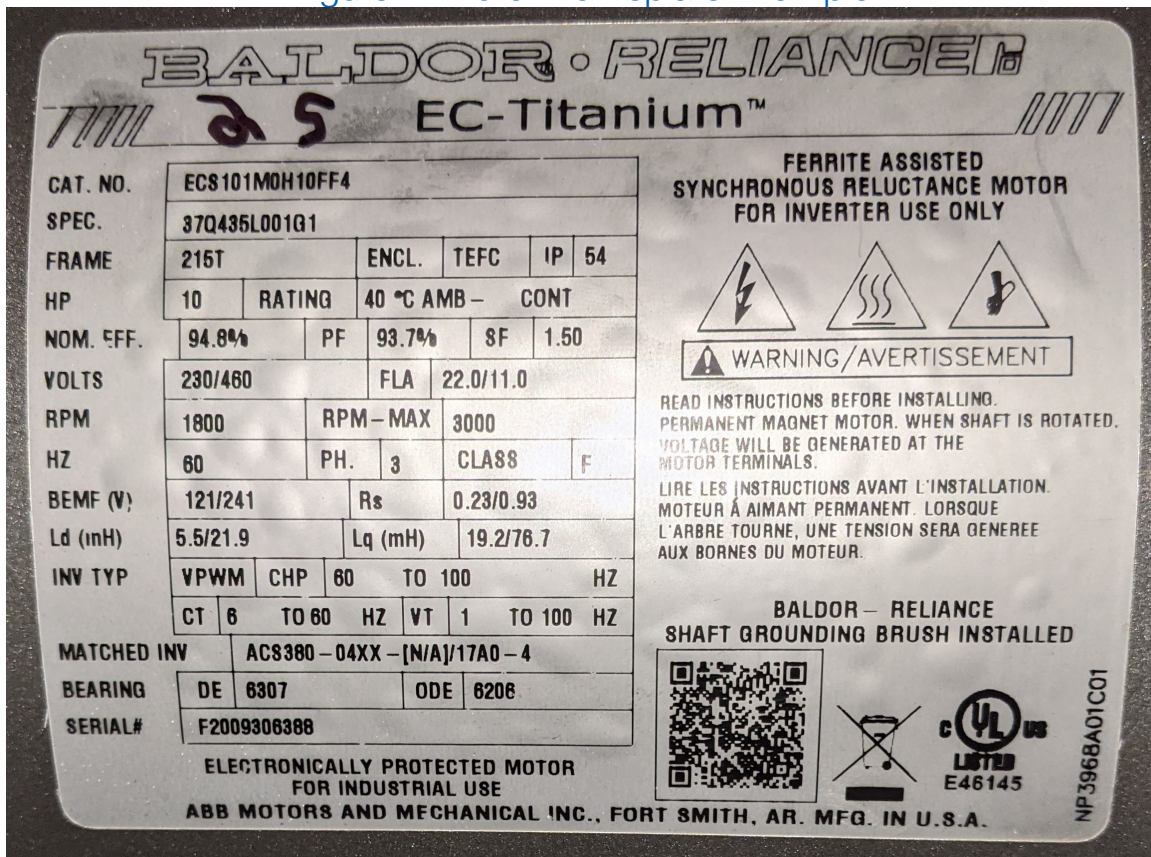 BALDOR · RELIANCE
25
EC-Titanium™
CAT. NO. ECS101M0H10FF4
SPEC. 37Q435L001G1
FRAME 215T ENCL. TEFC IP 54
HP 10 RATING 40 °C AMB – CONT
NOM. EFF. 94.8% PF 93.7% SF 1.50
VOLTS 230/460 FLA 22.0/11.0
RPM 1800 RPM–MAX 3000
HZ 60 PH. 3 CLASS F
BEMF (V) 121/241 Rs 0.23/0.93
Ld (mH) 5.5/21.9 Lq (mH) 19.2/76.7
INV TYP VPWM CHP 60 TO 100 HZ
CT 6 TO 60 HZ VT 1 TO 100 HZ
MATCHED INV ACS380–04XX–[N/A]/17A0–4
BEARING DE 6307 ODE 6206
SERIAL# F2009306388
ELECTRONICALLY PROTECTED MOTOR
FOR INDUSTRIAL USE
FERRITE ASSISTED
SYNCHRONOUS RELUCTANCE MOTOR
FOR INVERTER USE ONLY
WARNING/AVERTISSEMENT
READ INSTRUCTIONS BEFORE INSTALLING.
PERMANENT MAGNET MOTOR. WHEN SHAFT IS ROTATED,
VOLTAGE WILL BE GENERATED AT THE
MOTOR TERMINALS.
LIRE LES INSTRUCTIONS AVANT L'INSTALLATION.
MOTEUR Á AIMANT PERMANENT. LORSQUE
L'ARBRE TOURNE, UNE TENSION SERA GENEREE
AUX BORNES DU MOTEUR.
BALDOR – RELIANCE
SHAFT GROUNDING BRUSH INSTALLED
C UL US
LISTED
E46145
NP3968A01C01
ABB MOTORS AND MECHANICAL INC., FORT SMITH, AR. MFG. IN U.S.A.